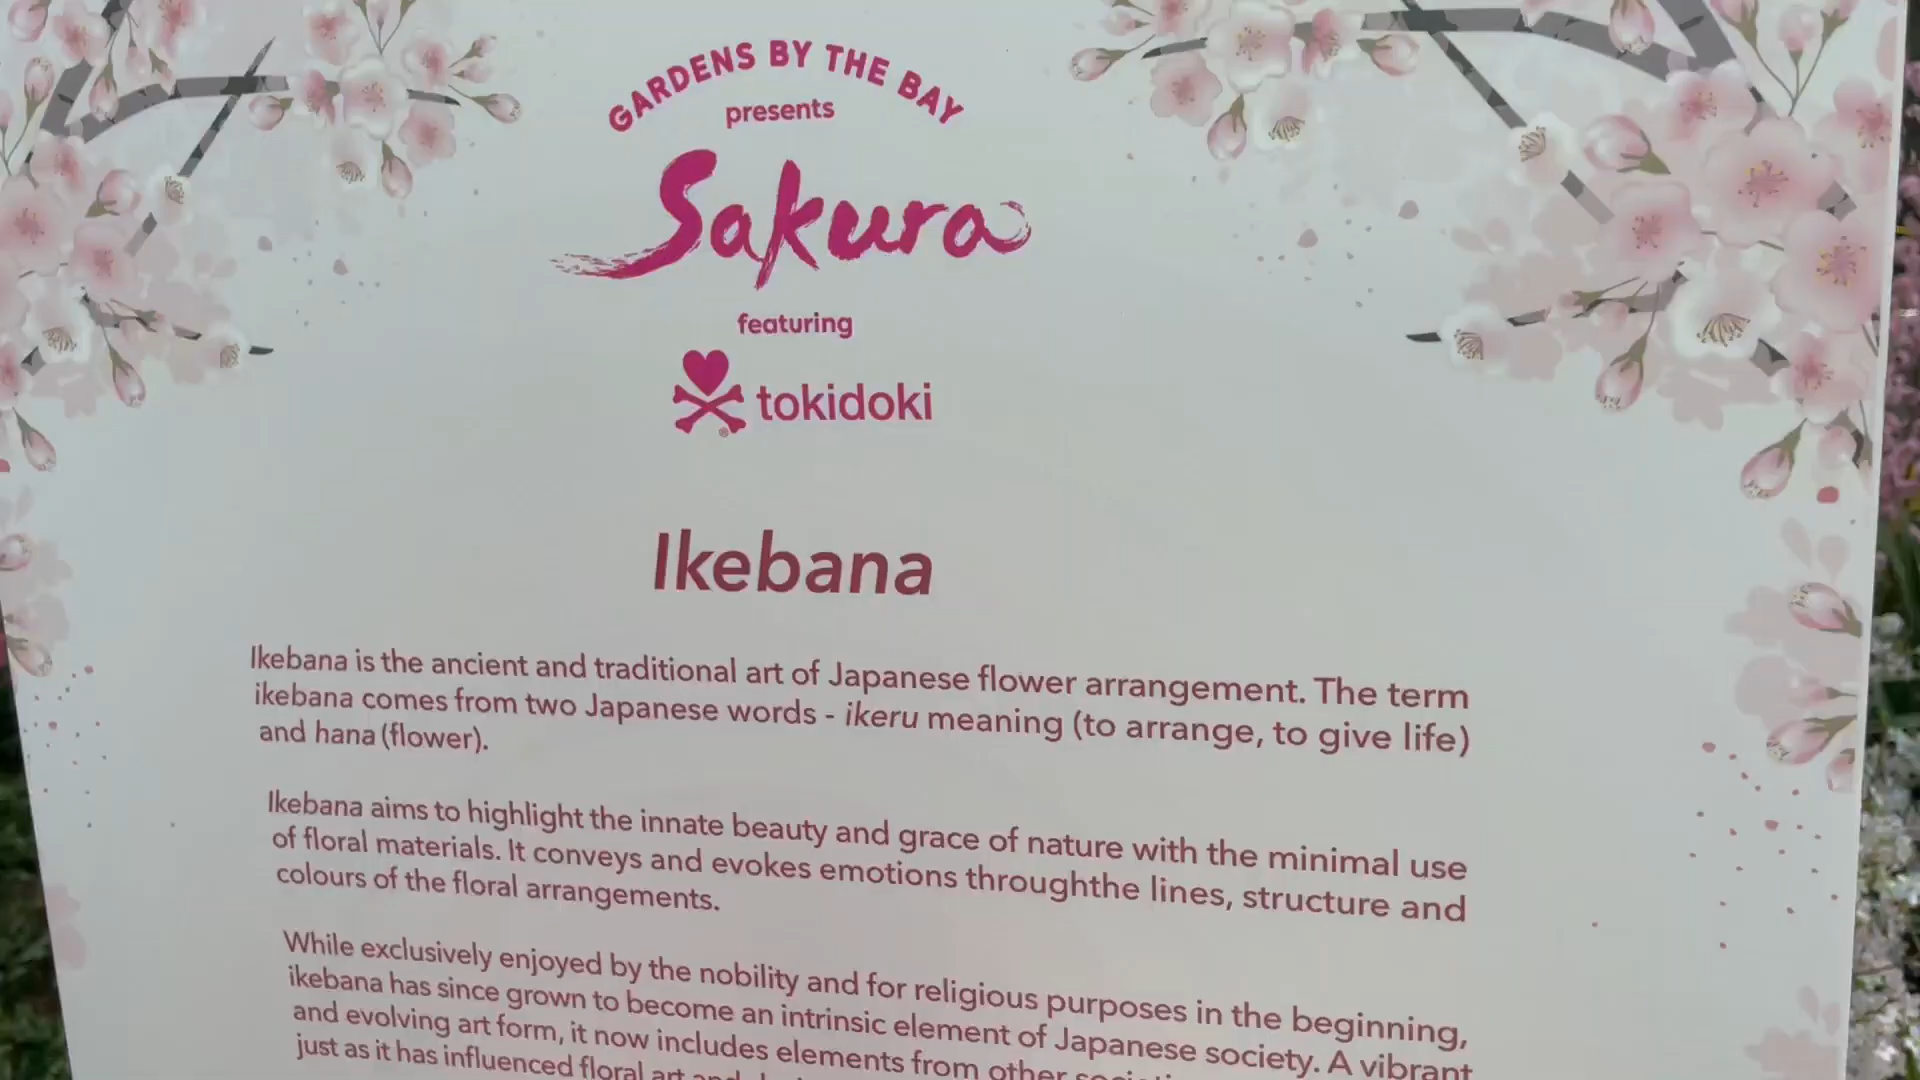 GARDENS BY THE BAY
presents
Sakura
featuring
tokidoki
Ikebana
Ikebana is the ancient and traditional art of Japanese flower arrangement. The term
ikebana comes from two Japanese words - ikeru meaning (to arrange, to give life)
and hana (flower).
Ikebana aims to highlight the innate beauty and grace of nature with the minimal use
of floral materials. It conveys and evokes emotions throughthe lines, structure and
colours of the floral arrangements.
While exclusively enjoyed by the nobility and for religious purposes in the beginning,
ikebana has since grown to become an intrinsic element of Japanese society. A vibrant
and evolving art form, it now includes elements from other
just as it has influenced floral art and